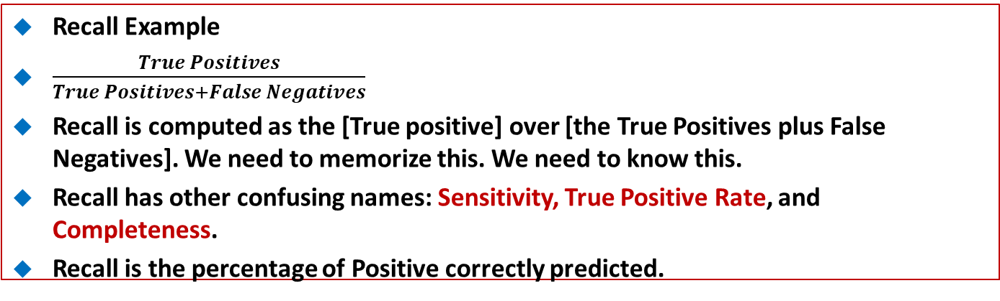 Recall Example
True Positives
True Positives+False Negatives
Recall is computed as the [True positive] over [the True Positives plus False
Negatives]. We need to memorize this. We need to know this.
Recall has other confusing names: Sensitivity, True Positive Rate, and
Completeness.
Recall is the percentage of Positive correctly predicted.